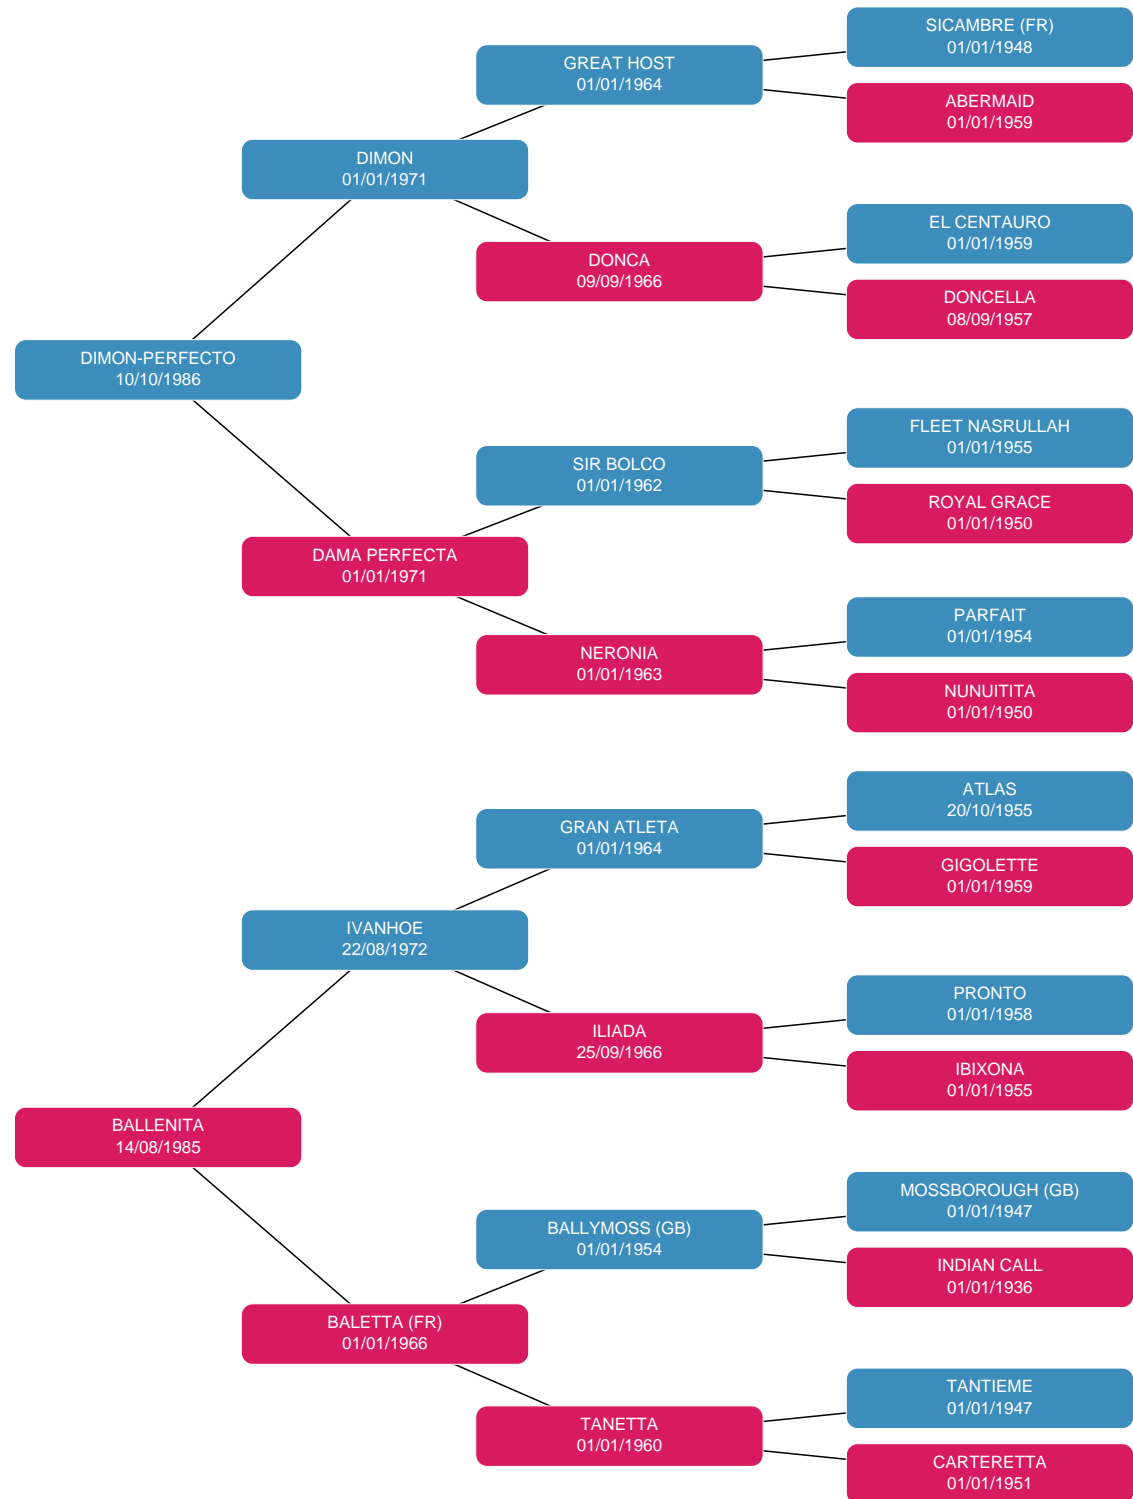 SICAMBRE (FR)
01/01/1948
GREAT HOST
01/01/1964
ABERMAID
01/01/1959
DIMON
01/01/1971
EL CENTAURO
01/01/1959
DONCA
09/09/1966
DONCELLA
08/09/1957
DIMON-PERFECTO
10/10/1986
FLEET NASRULLAH
01/01/1955
SIR BOLCO
01/01/1962
ROYAL GRACE
01/01/1950
DAMA PERFECTA
01/01/1971
PARFAIT
01/01/1954
NERONIA
01/01/1963
NUNUITITA
01/01/1950
ATLAS
20/10/1955
GRAN ATLETA
01/01/1964
GIGOLETTE
01/01/1959
IVANHOE
22/08/1972
PRONTO
01/01/1958
ILIADA
25/09/1966
IBIXONA
01/01/1955
BALLENITA
14/08/1985
MOSSBOROUGH (GB)
01/01/1947
BALLYMOSS (GB)
01/01/1954
INDIAN CALL
01/01/1936
BALETTA (FR)
01/01/1966
TANTIEME
01/01/1947
TANETTA
01/01/1960
CARTERETTA
01/01/1951